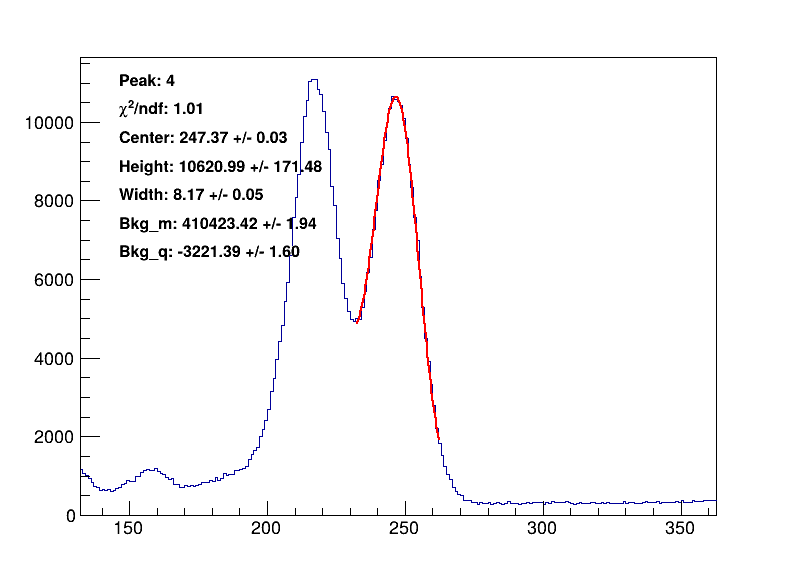 Peak: 4
χ²/ndf: 1.01
Center: 247.37 +/- 0.03
Height: 10620.99 +/- 171.48
Width: 8.17 +/- 0.05
Bkg_m: 410423.42 +/- 1.94
Bkg_q: -3221.39 +/- 1.60
10000
8000
6000
4000
2000
0
150 200 250 300 350